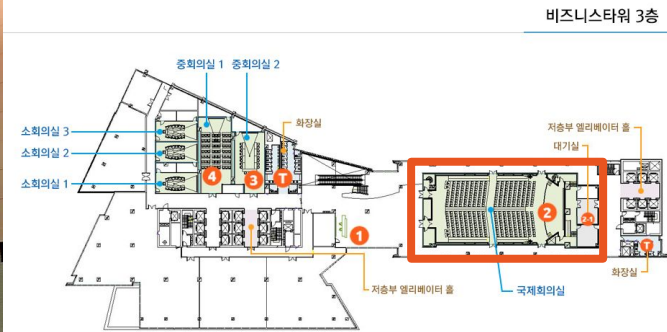 비즈니스타워 3층
중회의실 1 중회의실 2
화장실
저층부 엘리베이터 홀
대기실
소회의실 3
소회의실 2
소회의실 1
4
3
T
2
2-1
1
T
화장실
저층부 엘리베이터 홀
국제회의실